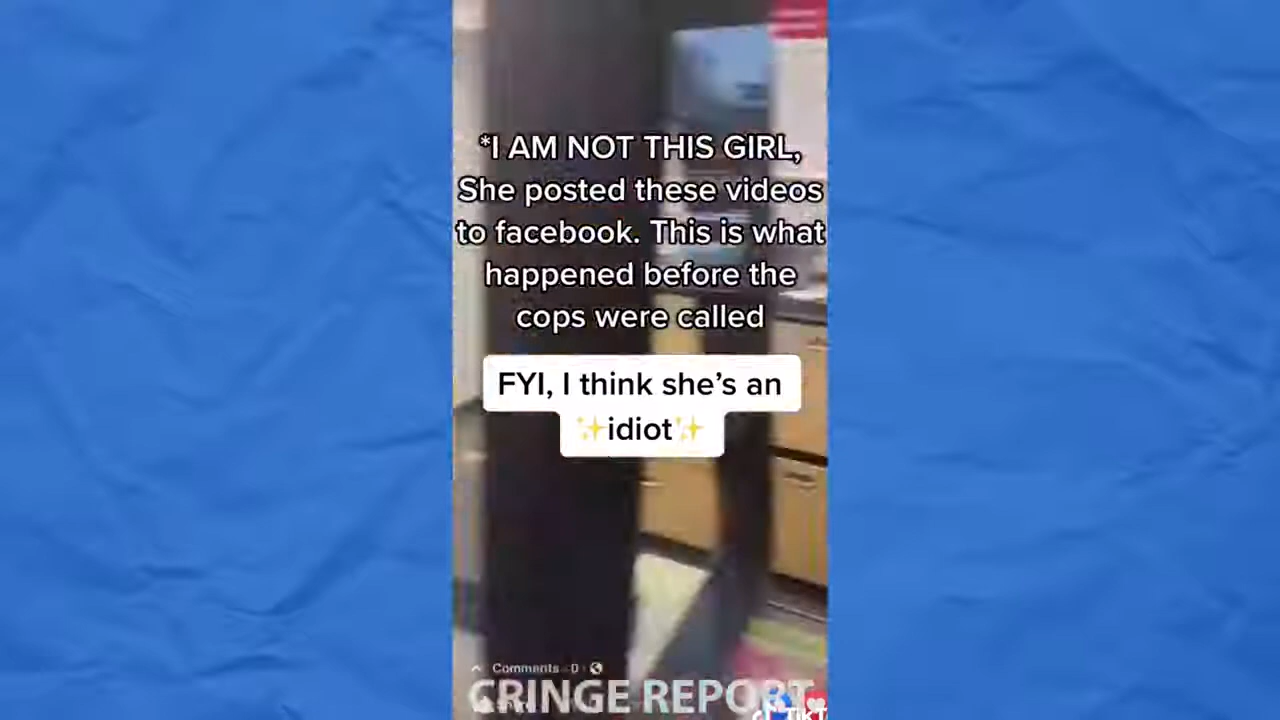 *I AM NOT THIS GIRL,
She posted these videos
to facebook. This is what
happened before the
cops were called
FYI, I think she's an
✨idiot✨
Comments · 0 ·
CRINGE REPORT